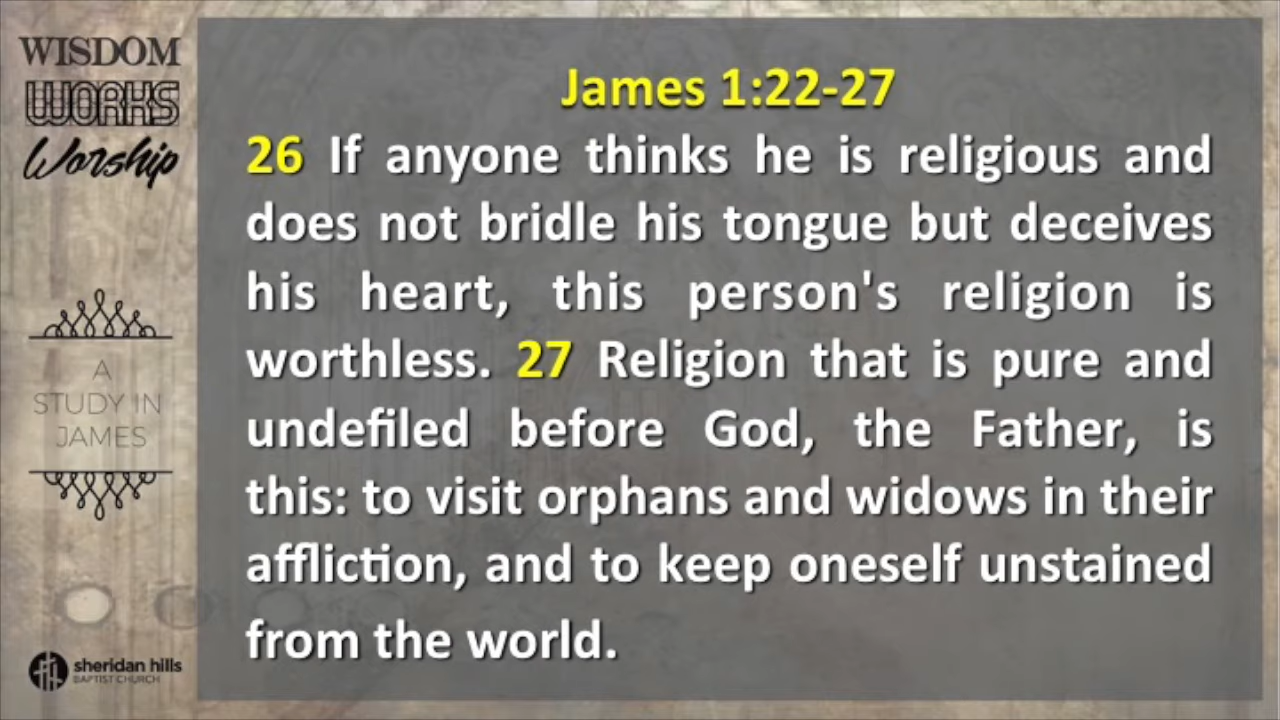 WISDOM
WORKS
Worship
A
STUDY IN
JAMES
sheridan hills
BAPTIST CHURCH
James 1:22-27
26 If anyone thinks he is religious and
does not bridle his tongue but deceives
his heart, this person's religion is
worthless. 27 Religion that is pure and
undefiled before God, the Father, is
this: to visit orphans and widows in their
affliction, and to keep oneself unstained
from the world.